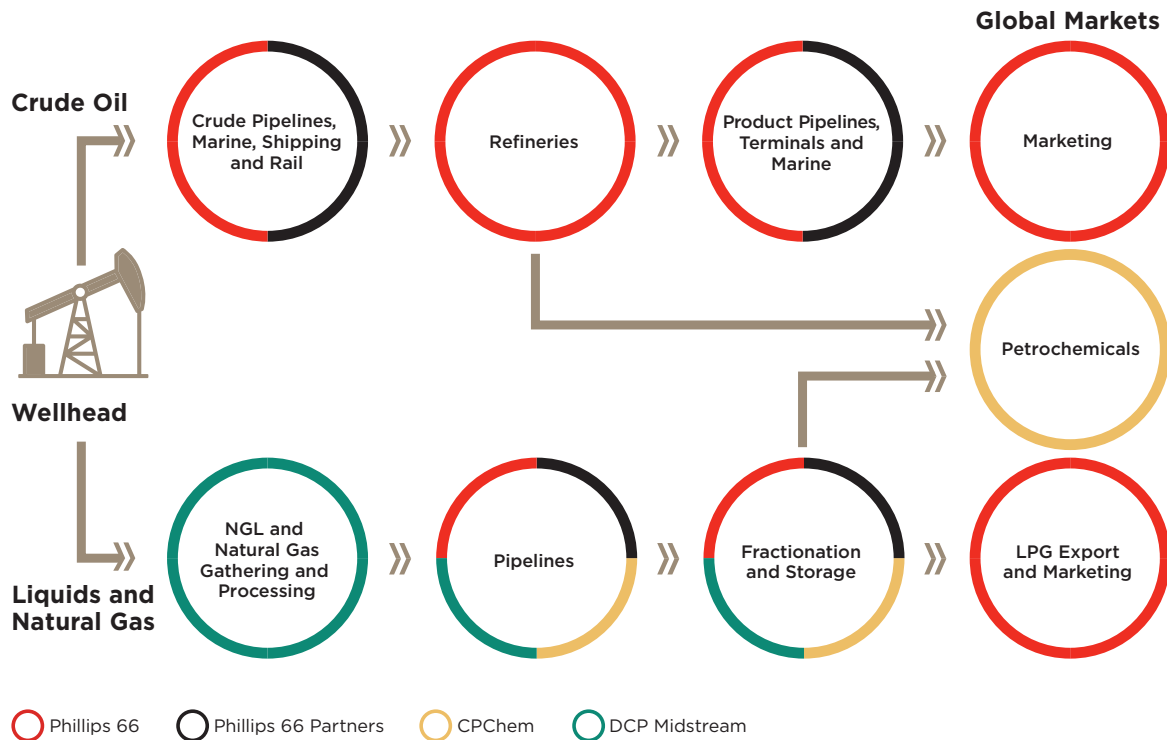 Global Markets
Crude Oil
Crude Pipelines,
Marine, Shipping
and Rail
Refineries
Product Pipelines,
Terminals and
Marine
Marketing
Petrochemicals
Wellhead
Liquids and
Natural Gas
NGL and
Natural Gas
Gathering and
Processing
Pipelines
Fractionation
and Storage
LPG Export
and Marketing
Phillips 66
Phillips 66 Partners
CPChem
DCP Midstream